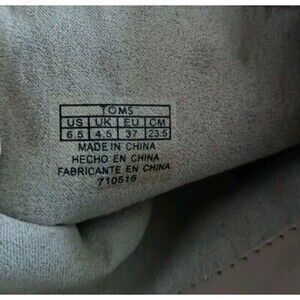 TOMS
US UK EU CM
6.5 4.5 37 23.5
MADE IN CHINA
HECHO EN CHINA
FABRICANTE EN CHINA
710516